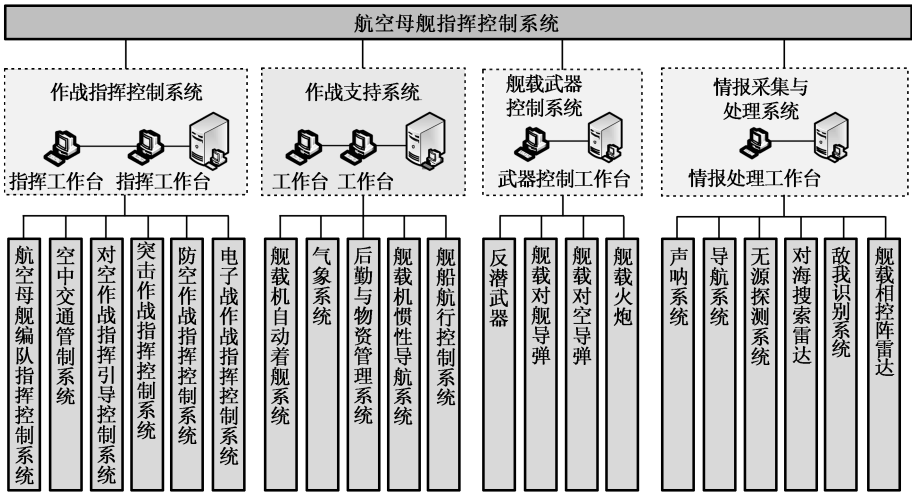 航空母舰指挥控制系统
作战指挥控制系统
指挥工作台
指挥工作台
作战支持系统
工作台
工作台
舰载武器
控制系统
武器控制工作台
情报采集与
处理系统
情报处理工作台
航空母舰编队指挥控制系统
空中交通管制系统
对空作战指挥引导控制系统
突击作战指挥控制系统
防空作战指挥控制系统
电子战作战指挥控制系统
舰载机自动着舰系统
气象系统
后勤与物资管理系统
舰载机惯性导航系统
舰船航行控制系统
反潜武器
舰载对舰导弹
舰载对空导弹
舰载火炮
声呐系统
导航系统
无源探测系统
对海搜索雷达
敌我识别系统
舰载相控阵雷达